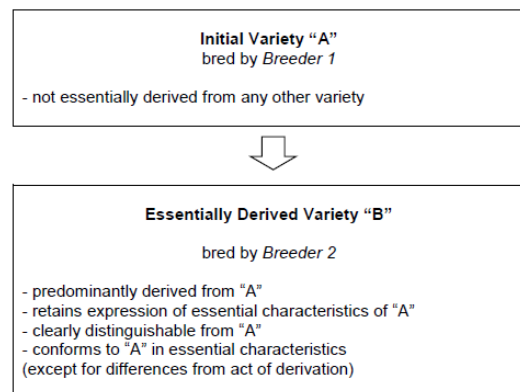 Initial Variety “A”
bred by Breeder 1
- not essentially derived from any other variety
Essentially Derived Variety “B”
bred by Breeder 2
- predominantly derived from “A”
- retains expression of essential characteristics of “A”
- clearly distinguishable from “A”
- conforms to “A” in essential characteristics
(except for differences from act of derivation)